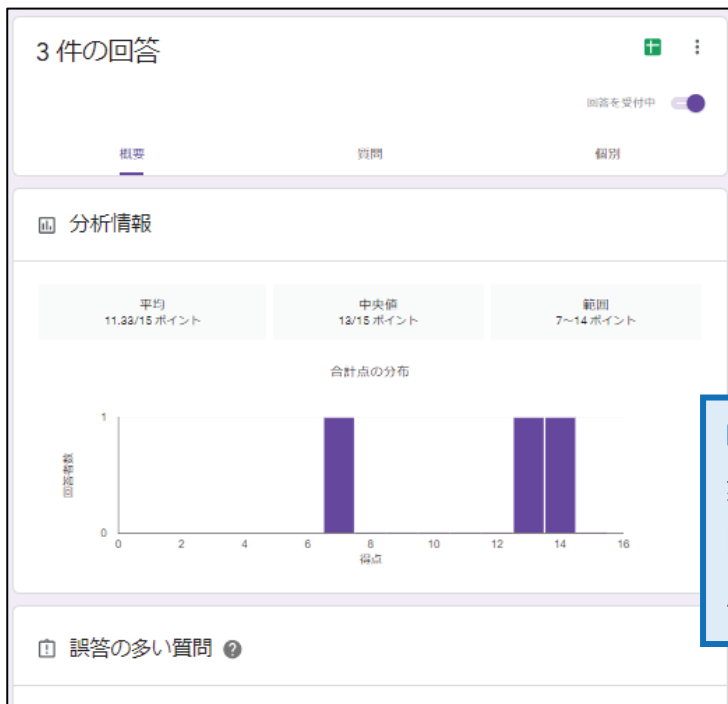 3 件の回答
回答を受付中
概要 質問 個別
分析情報
平均 中央値 範囲
11.33/15 ポイント 13/15 ポイント 7～14 ポイント
合計点の分布
1
回答者数
0
0 2 4 6 8 10 12 14 16
得点
誤答の多い質問